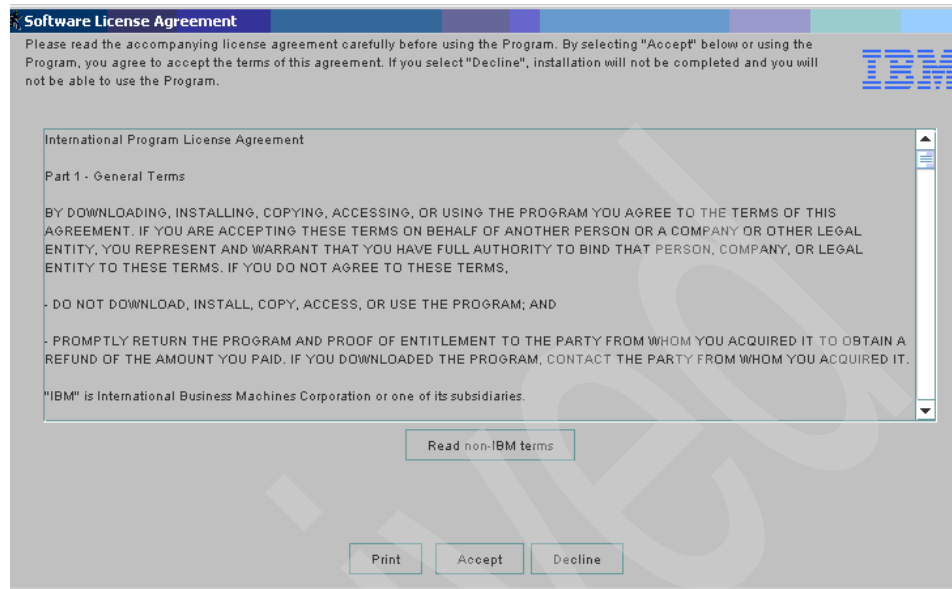 Software License Agreement
Please read the accompanying license agreement carefully before using the Program. By selecting "Accept" below or using the
Program, you agree to accept the terms of this agreement. If you select "Decline", installation will not be completed and you will
not be able to use the Program.
IBM
International Program License Agreement
Part 1 - General Terms
BY DOWNLOADING, INSTALLING, COPYING, ACCESSING, OR USING THE PROGRAM YOU AGREE TO THE TERMS OF THIS
AGREEMENT. IF YOU ARE ACCEPTING THESE TERMS ON BEHALF OF ANOTHER PERSON OR A COMPANY OR OTHER LEGAL
ENTITY, YOU REPRESENT AND WARRANT THAT YOU HAVE FULL AUTHORITY TO BIND THAT PERSON, COMPANY, OR LEGAL
ENTITY TO THESE TERMS. IF YOU DO NOT AGREE TO THESE TERMS,
- DO NOT DOWNLOAD, INSTALL, COPY, ACCESS, OR USE THE PROGRAM; AND
- PROMPTLY RETURN THE PROGRAM AND PROOF OF ENTITLEMENT TO THE PARTY FROM WHOM YOU ACQUIRED IT TO OBTAIN A
REFUND OF THE AMOUNT YOU PAID. IF YOU DOWNLOADED THE PROGRAM, CONTACT THE PARTY FROM WHOM YOU ACQUIRED IT.
"IBM" is International Business Machines Corporation or one of its subsidiaries.
Read non-IBM terms
Print Accept Decline